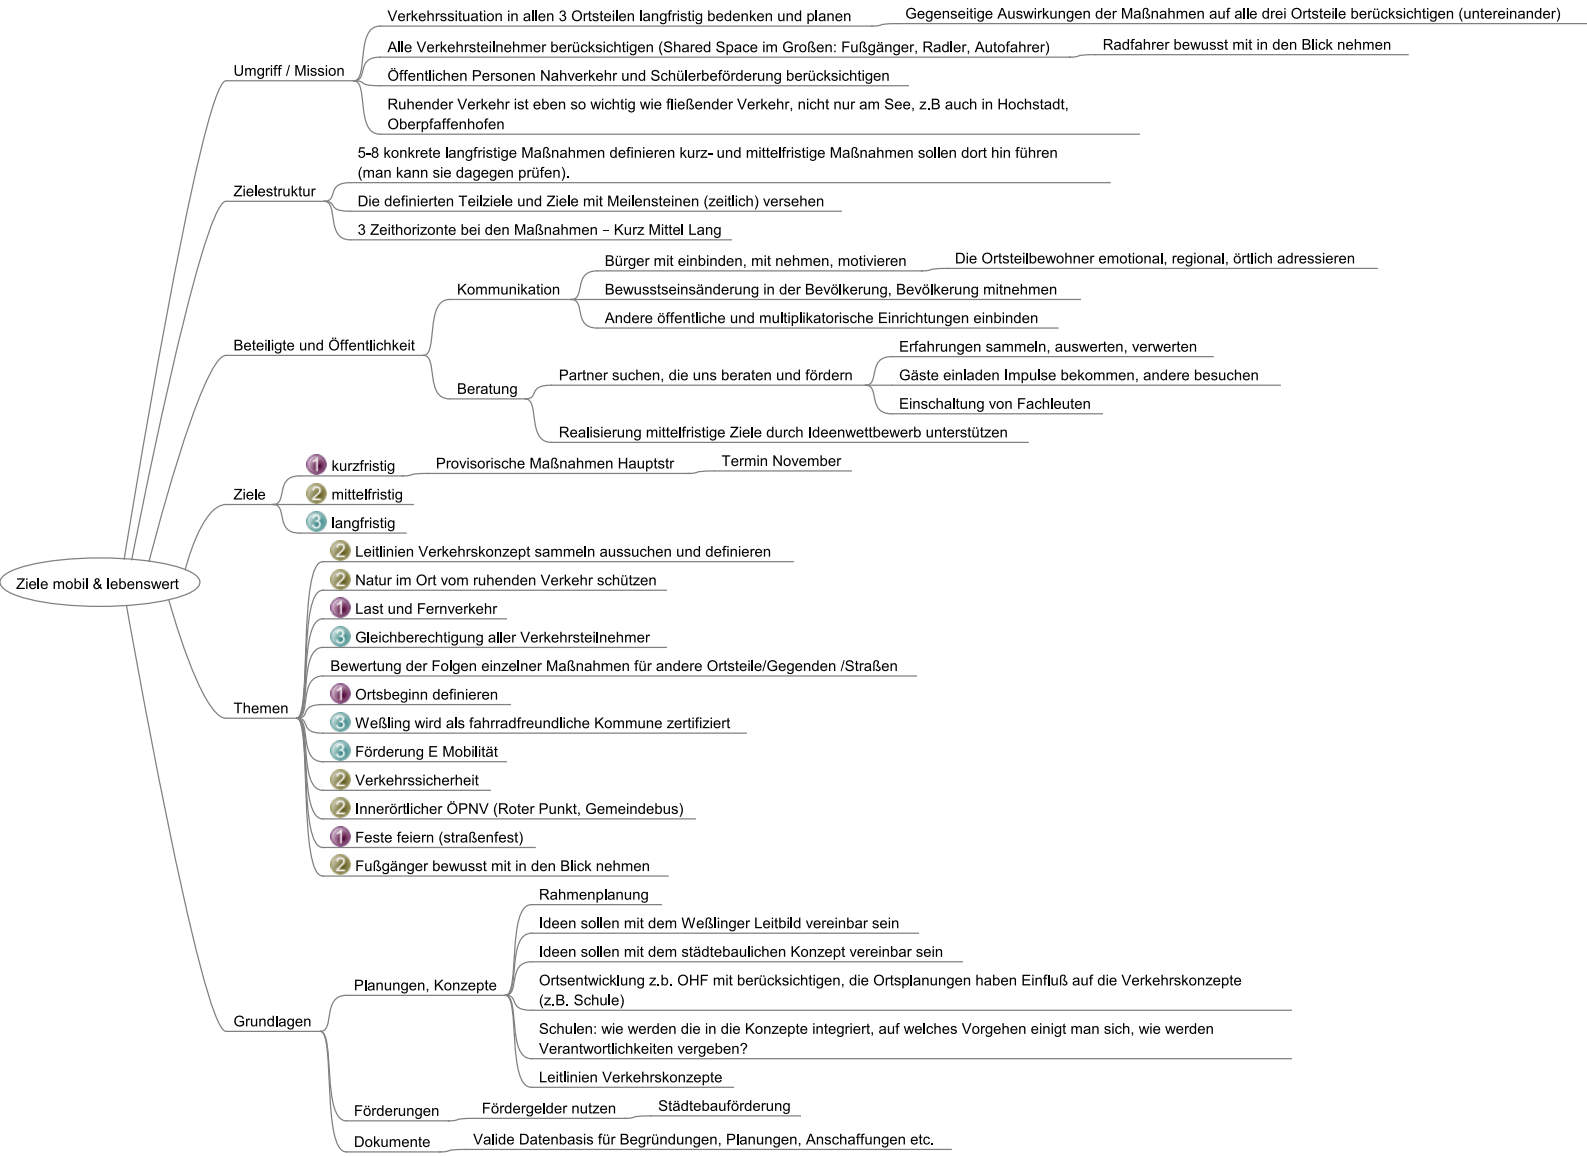 Ziele mobil & lebenswert
Umgriff / Mission
Verkehrssituation in allen 3 Ortsteilen langfristig bedenken und planen
Gegenseitige Auswirkungen der Maßnahmen auf alle drei Ortsteile berücksichtigen (untereinander)
Alle Verkehrsteilnehmer berücksichtigen (Shared Space im Großen: Fußgänger, Radler, Autofahrer)
Radfahrer bewusst mit in den Blick nehmen
Öffentlichen Personen Nahverkehr und Schülerbeförderung berücksichtigen
Ruhender Verkehr ist eben so wichtig wie fließender Verkehr, nicht nur am See, z.B auch in Hochstadt,
Oberpfaffenhofen
Zielestruktur
5-8 konkrete langfristige Maßnahmen definieren kurz- und mittelfristige Maßnahmen sollen dort hin führen
(man kann sie dagegen prüfen).
Die definierten Teilziele und Ziele mit Meilensteinen (zeitlich) versehen
3 Zeithorizonte bei den Maßnahmen – Kurz Mittel Lang
Beteiligte und Öffentlichkeit
Kommunikation
Bürger mit einbinden, mit nehmen, motivieren
Die Ortsteilbewohner emotional, regional, örtlich adressieren
Bewusstseinsänderung in der Bevölkerung, Bevölkerung mitnehmen
Andere öffentliche und multiplikatorische Einrichtungen einbinden
Beratung
Partner suchen, die uns beraten und fördern
Erfahrungen sammeln, auswerten, verwerten
Gäste einladen Impulse bekommen, andere besuchen
Einschaltung von Fachleuten
Realisierung mittelfristige Ziele durch Ideenwettbewerb unterstützen
Ziele
1 kurzfristig
Provisorische Maßnahmen Hauptstr
Termin November
2 mittelfristig
3 langfristig
Themen
2 Leitlinien Verkehrskonzept sammeln aussuchen und definieren
2 Natur im Ort vom ruhenden Verkehr schützen
1 Last und Fernverkehr
3 Gleichberechtigung aller Verkehrsteilnehmer
Bewertung der Folgen einzelner Maßnahmen für andere Ortsteile/Gegenden /Straßen
1 Ortsbeginn definieren
3 Weßling wird als fahrradfreundliche Kommune zertifiziert
3 Förderung E Mobilität
2 Verkehrssicherheit
2 Innerörtlicher ÖPNV (Roter Punkt, Gemeindebus)
1 Feste feiern (straßenfest)
2 Fußgänger bewusst mit in den Blick nehmen
Grundlagen
Planungen, Konzepte
Rahmenplanung
Ideen sollen mit dem Weßlinger Leitbild vereinbar sein
Ideen sollen mit dem städtebaulichen Konzept vereinbar sein
Ortsentwicklung z.b. OHF mit berücksichtigen, die Ortsplanungen haben Einfluß auf die Verkehrskonzepte
(z.B. Schule)
Schulen: wie werden die in die Konzepte integriert, auf welches Vorgehen einigt man sich, wie werden
Verantwortlichkeiten vergeben?
Leitlinien Verkehrskonzepte
Förderungen
Fördergelder nutzen
Städtebauförderung
Dokumente
Valide Datenbasis für Begründungen, Planungen, Anschaffungen etc.